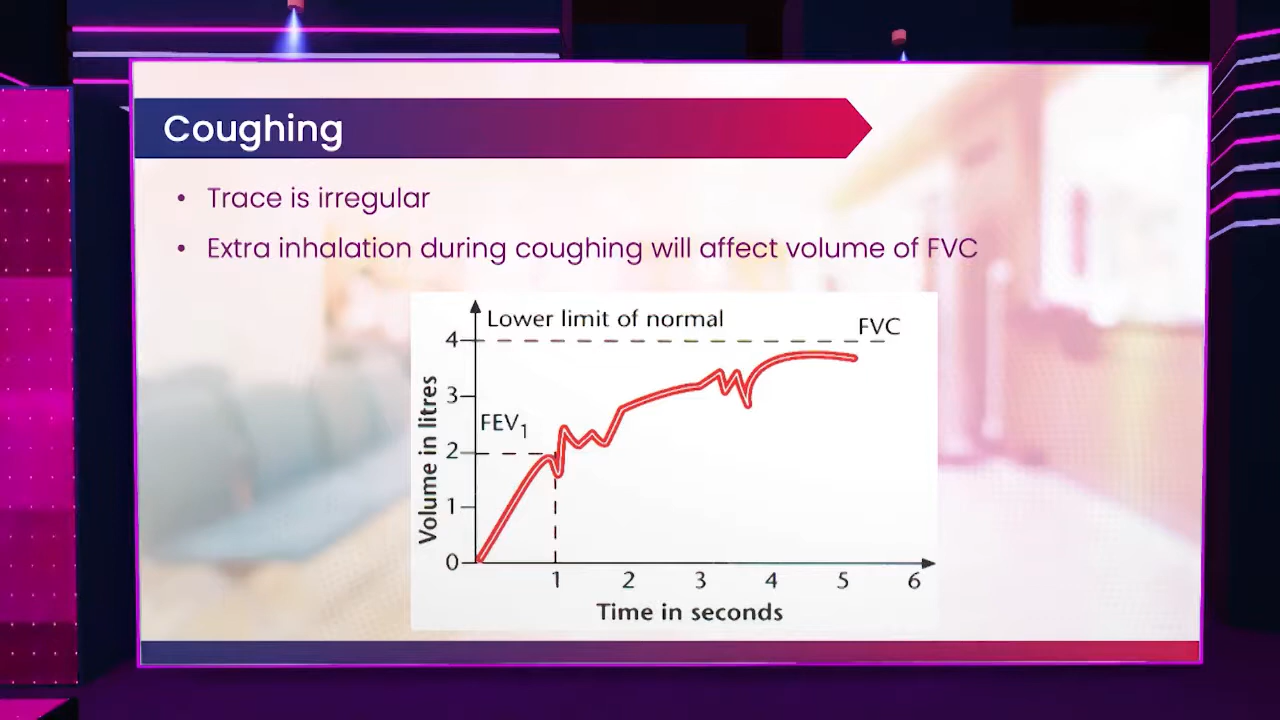 Coughing
• Trace is irregular
• Extra inhalation during coughing will affect volume of FVC
Lower limit of normal
FVC
4
3
FEV1
2
1
0
Volume in litres
1 2 3 4 5 6
Time in seconds